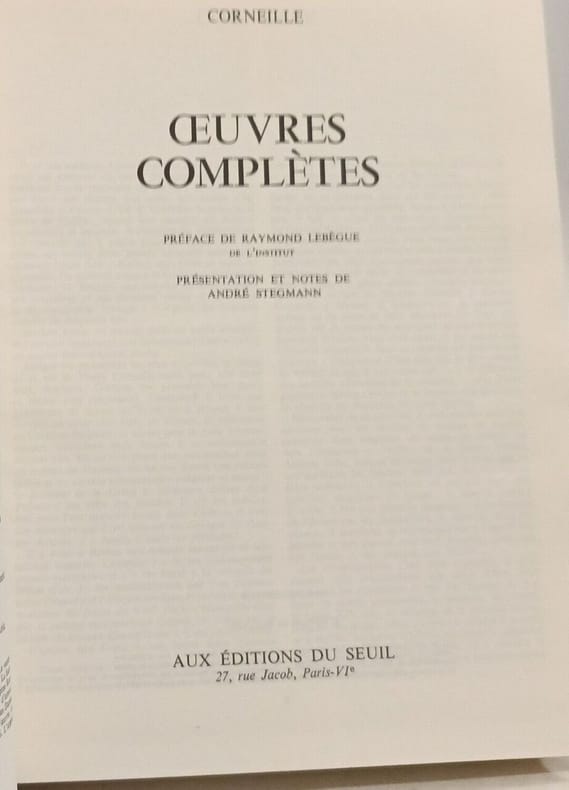 CORNEILLE
ŒUVRES
COMPLÈTES
PRÉFACE DE RAYMOND LEBÈGUE
DE L'INSTITUT
PRÉSENTATION ET NOTES DE
ANDRÉ STEGMANN
AUX ÉDITIONS DU SEUIL
27, rue Jacob, Paris-VIᵉ